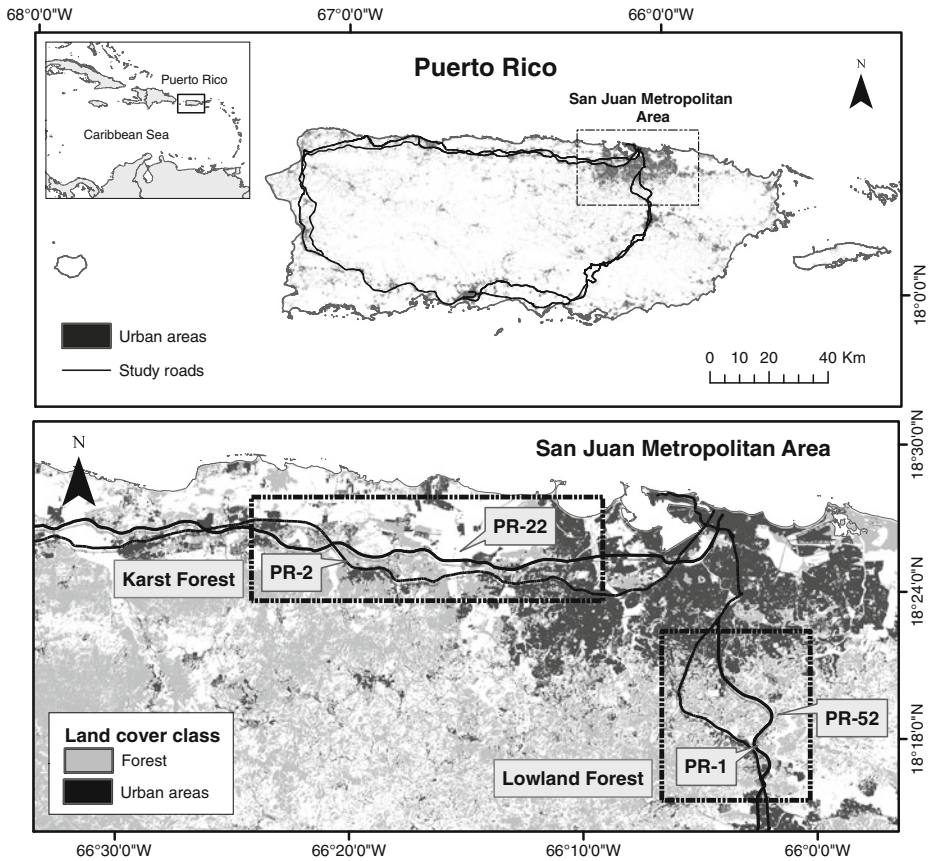 68°0'0"W
67°0'0"W
66°0'0"W
Puerto Rico
N
Puerto Rico
Caribbean Sea
San Juan Metropolitan
Area
18°0'0"N
Urban areas
Study roads
0 10 20 40 Km
18°30'0"N
N
San Juan Metropolitan Area
PR-22
Karst Forest
PR-2
18°24'0"N
PR-52
Land cover class
Forest
Urban areas
PR-1
Lowland Forest
18°18'0"N
66°30'0"W
66°20'0"W
66°10'0"W
66°0'0"W